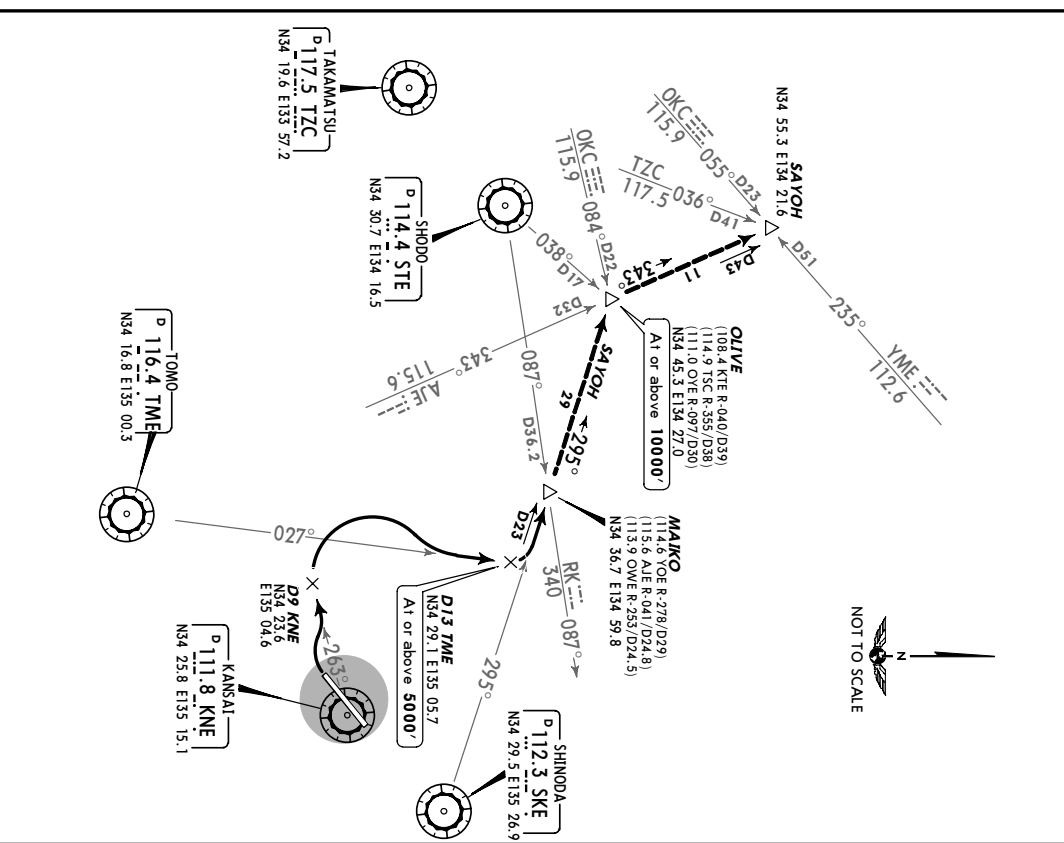 TAKAMATSU
D 117.5 TZC
N34 19.6 E133 57.2
SHODO
D 114.4 STE
N34 30.7 E134 16.5
TOMO
D 116.4 TME
N34 16.8 E135 00.3
KANSAI
D 111.8 KNE
N34 25.8 E135 15.1
SHINODA
D 112.3 SKE
N34 29.5 E135 26.9
SAYOH
N34 55.3 E134 21.6
OKC
115.9
055°
D23
TZC
117.5
036°
D41
OKC
115.9
084°
D22
D51
235°
YME
112.6
D43
11
343°
038°
D17
D32
343°
AJE
115.6
OLIVE
(108.4 KTE R-040/D39)
(114.9 TSC R-355/D38)
(111.0 OYE R-097/D30)
N34 45.3 E134 27.0
At or above 10000'
SAYOH
29
295°
087°
D36.2
MAIKO
(114.6 YOE R-278/D29)
(115.6 AJE R-041/D24.8)
(113.9 OWE R-253/D24.5)
N34 36.7 E134 59.8
RK
340
087°
D23
D13 TME
N34 29.1 E135 05.7
At or above 5000'
027°
295°
D9 KNE
N34 23.6
E135 04.6
263°
N
NOT TO SCALE